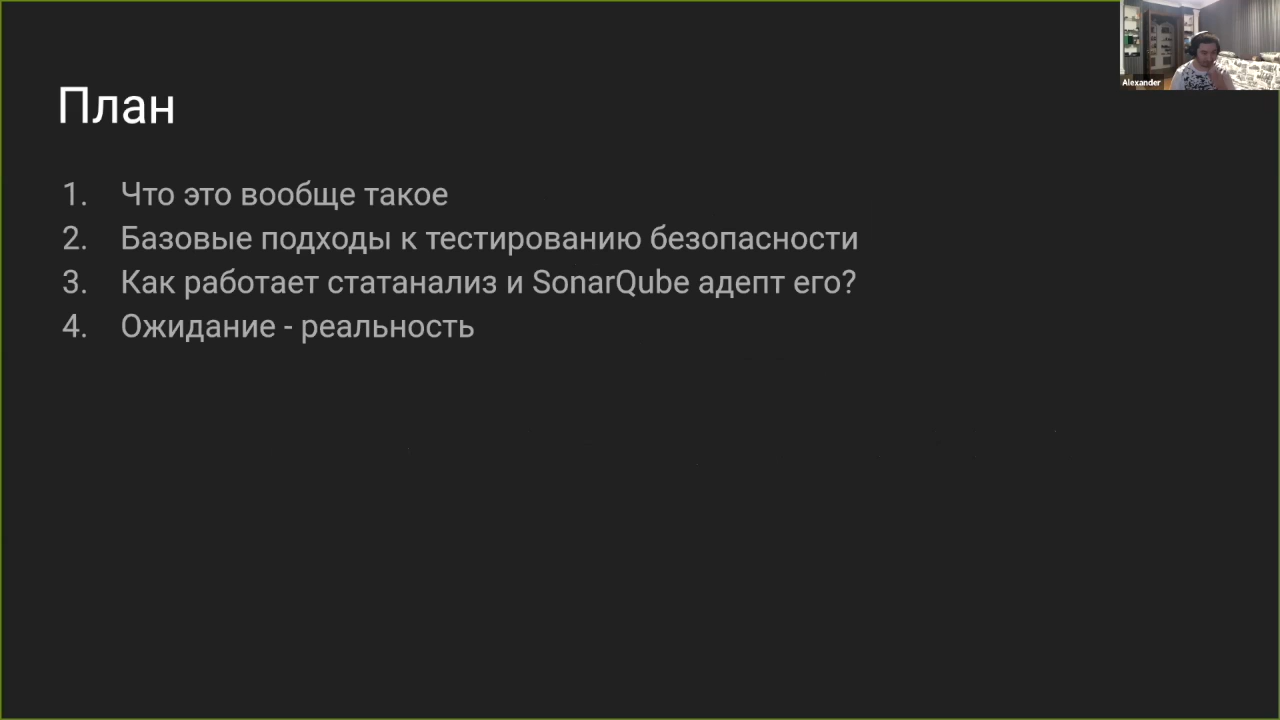 План
1. Что это вообще такое
2. Базовые подходы к тестированию безопасности
3. Как работает статанализ и SonarQube адепт его?
4. Ожидание - реальность
Alexander